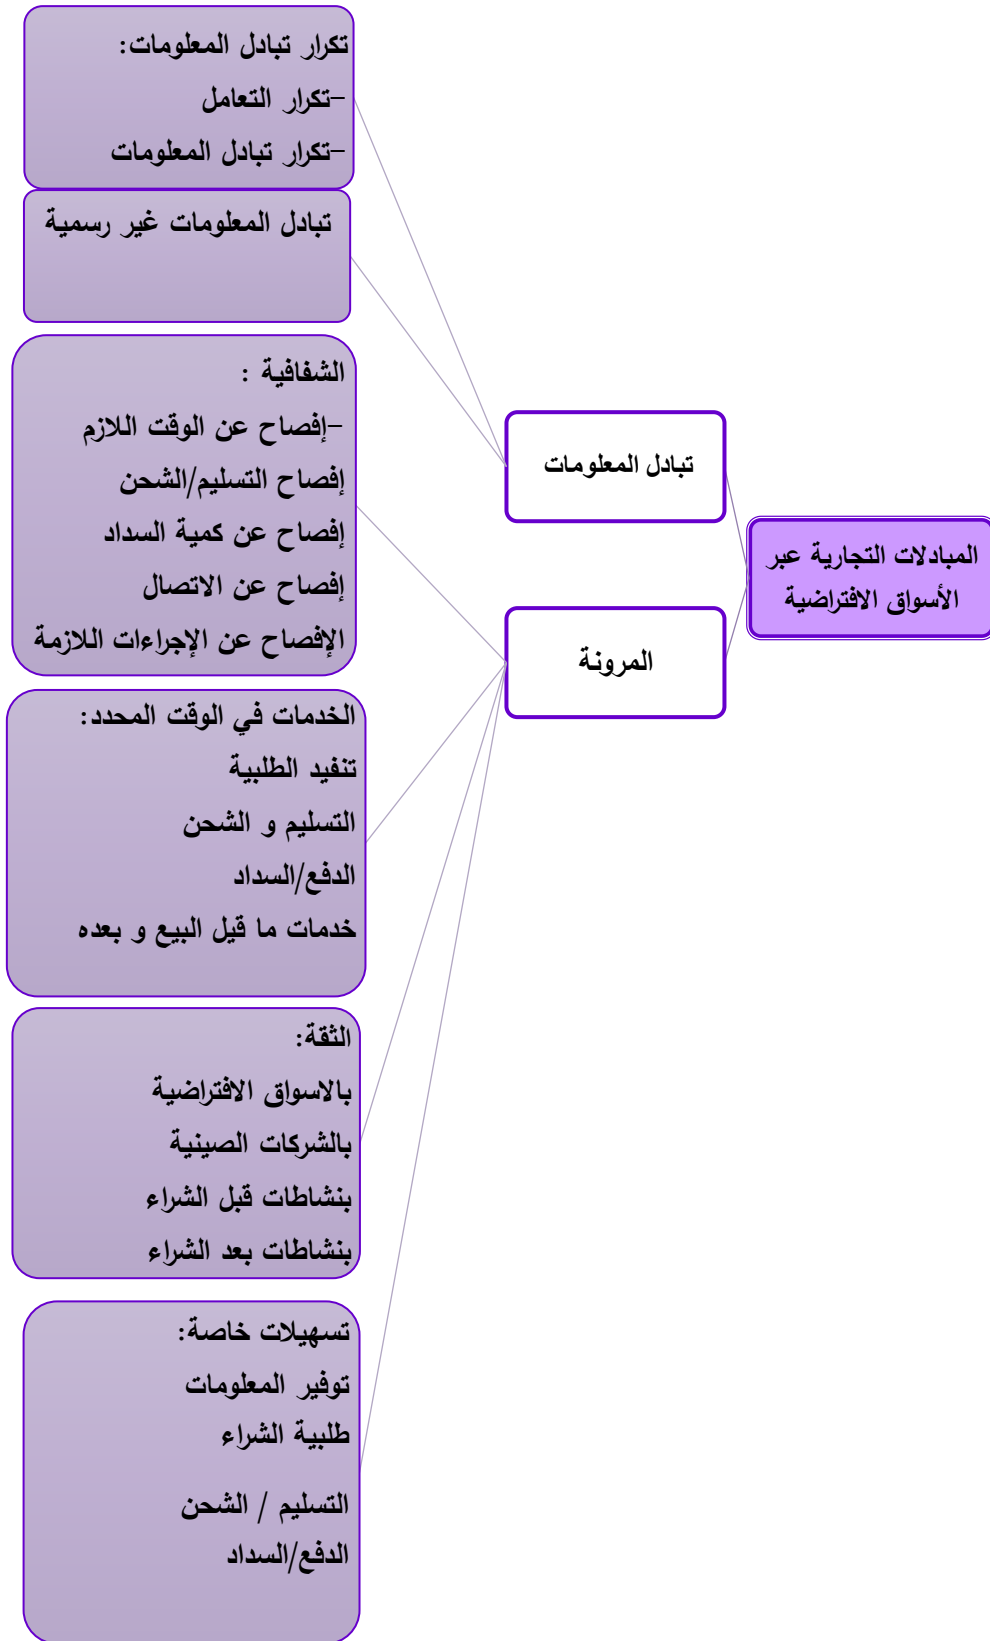 المبادلات التجارية عبر
الأسواق الافتراضية
تبادل المعلومات
المرونة
تكرار تبادل المعلومات:
-تكرار التعامل
-تكرار تبادل المعلومات
تبادل المعلومات غير رسمية
الشفافية :
-إفصاح عن الوقت اللازم
إفصاح التسليم/الشحن
إفصاح عن كمية السداد
إفصاح عن الاتصال
الإفصاح عن الإجراءات اللازمة
الخدمات في الوقت المحدد:
تنفيد الطلبية
التسليم و الشحن
الدفع/السداد
خدمات ما قيل البيع و بعده
الثقة:
بالاسواق الافتراضية
بالشركات الصينية
بنشاطات قبل الشراء
بنشاطات بعد الشراء
تسهيلات خاصة:
توفير المعلومات
طلبية الشراء
التسليم / الشحن
الدفع/السداد